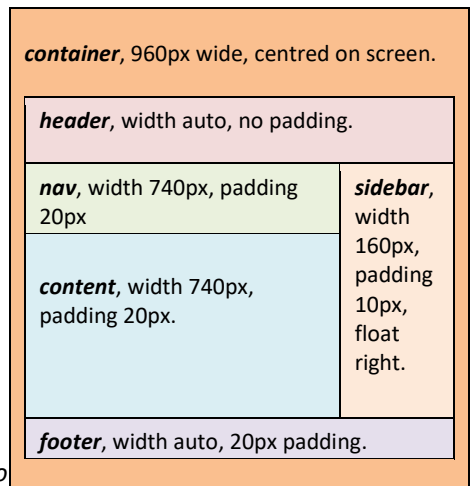 container, 960px wide, centred on screen.
header, width auto, no padding.
nav, width 740px, padding
20px
content, width 740px,
padding 20px.
sidebar,
width
160px,
padding
10px,
float
right.
footer, width auto, 20px padding.